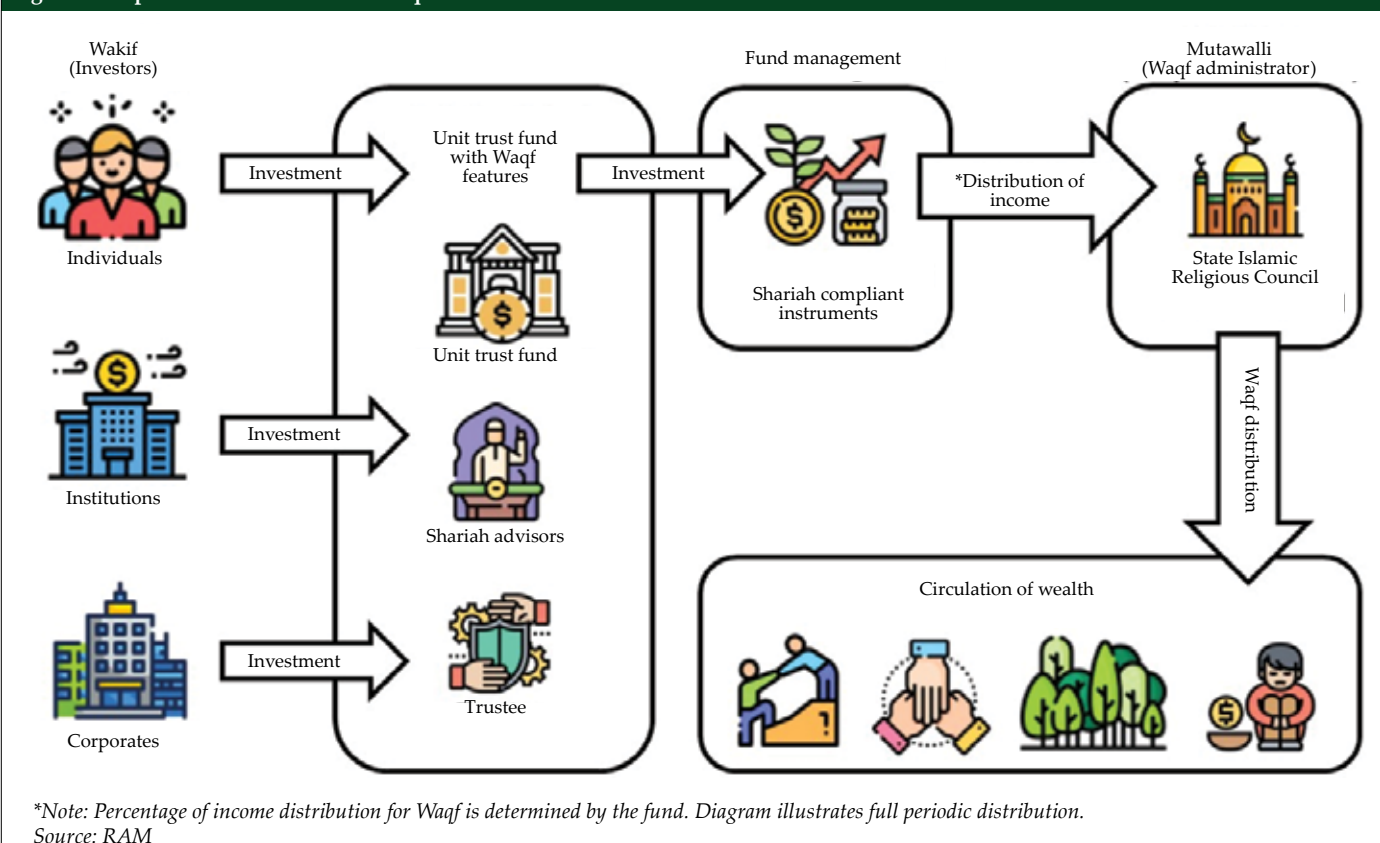 Wakif
(Investors)
Individuals
Investment
Institutions
Investment
Corporates
Investment
Unit trust fund
with Waqf
features
Unit trust fund
Shariah advisors
Trustee
Investment
Fund management
Shariah compliant
instruments
*Distribution of
income
Mutawalli
(Waqf administrator)
State Islamic
Religious Council
Waqf distribution
Circulation of wealth
*Note: Percentage of income distribution for Waqf is determined by the fund. Diagram illustrates full periodic distribution.
Source: RAM